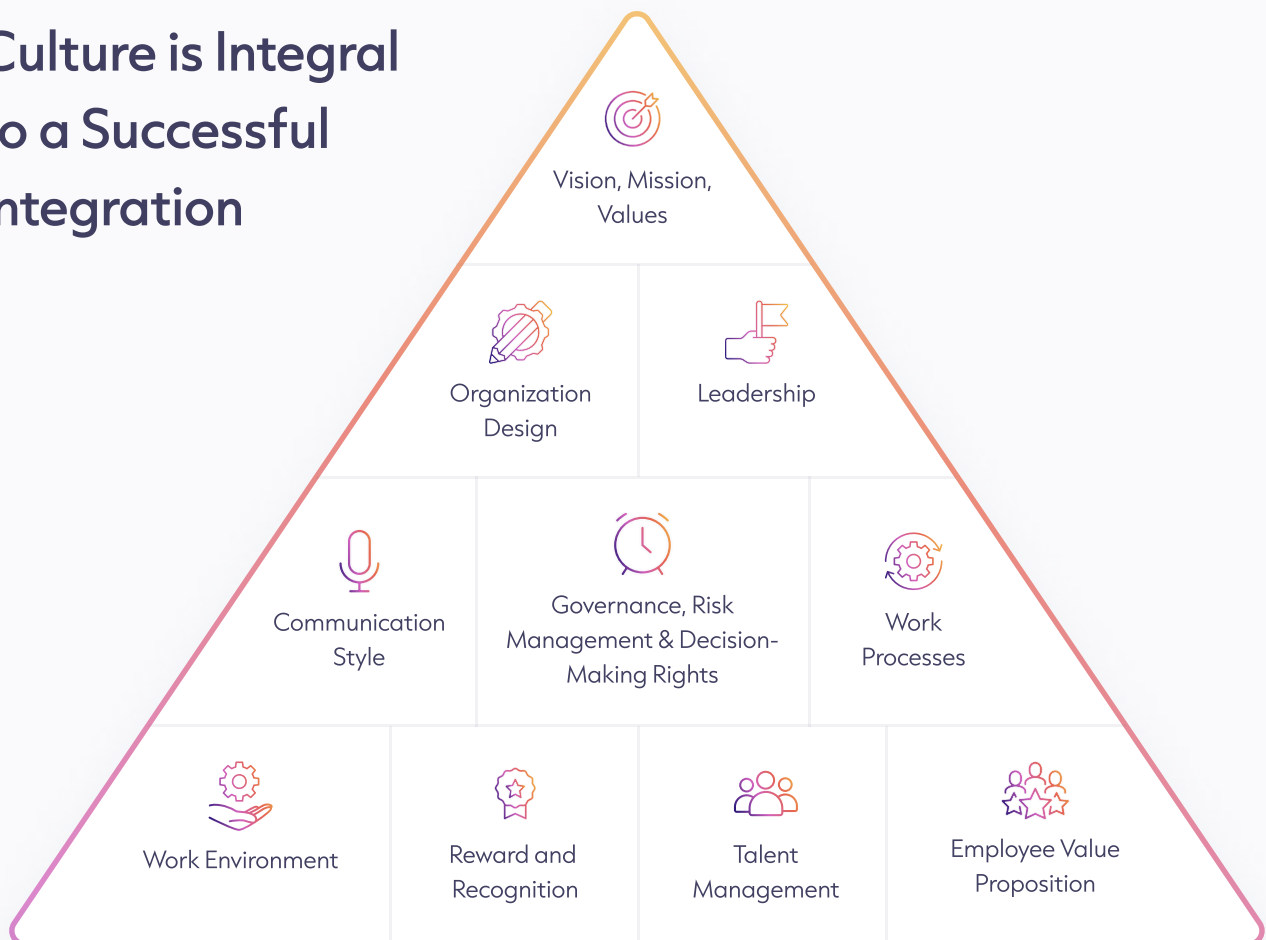 Culture is Integral
o a Successful
ntegration
Vision, Mission,
Values
Organization
Design
Leadership
Communication
Style
Governance, Risk
Management & Decision-
Making Rights
Work
Processes
Work Environment
Reward and
Recognition
Talent
Management
Employee Value
Proposition